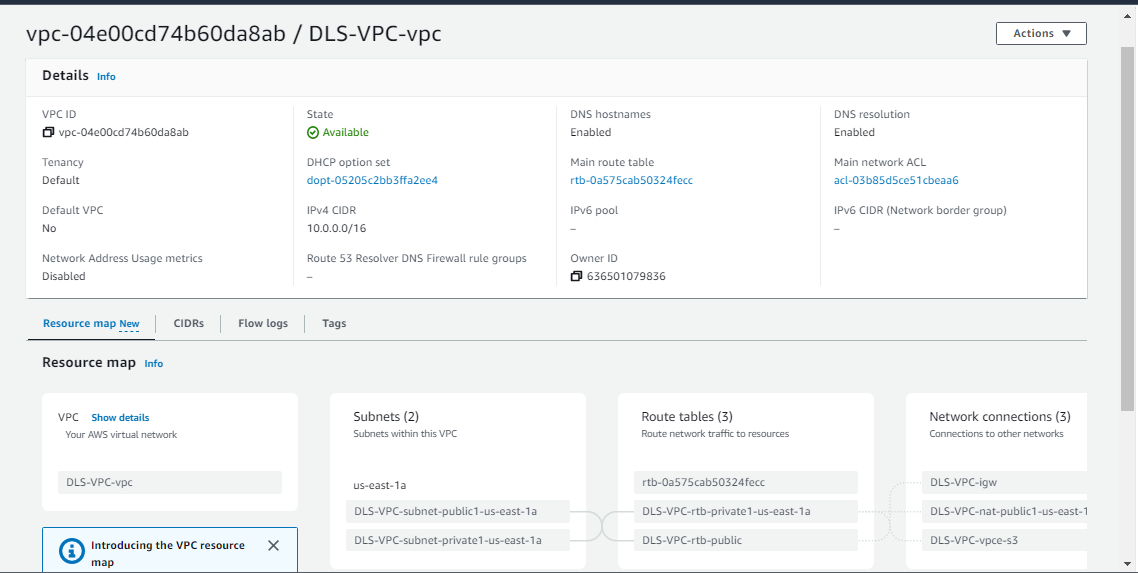 vpc-04e00cd74b60da8ab / DLS-VPC-vpc
Actions
Details Info
VPC ID
vpc-04e00cd74b60da8ab
State
Available
DNS hostnames
Enabled
DNS resolution
Enabled
Tenancy
Default
DHCP option set
dopt-05205c2bb3ffa2ee4
Main route table
rtb-0a575cab50324fecc
Main network ACL
acl-03b85d5ce51cbeaa6
Default VPC
No
IPv4 CIDR
10.0.0.0/16
IPv6 pool
–
IPv6 CIDR (Network border group)
–
Network Address Usage metrics
Disabled
Route 53 Resolver DNS Firewall rule groups
–
Owner ID
636501079836
Resource map New
CIDRs
Flow logs
Tags
Resource map Info
VPC Show details
Your AWS virtual network
DLS-VPC-vpc
Introducing the VPC resource
map
Subnets (2)
Subnets within this VPC
us-east-1a
DLS-VPC-subnet-public1-us-east-1a
DLS-VPC-subnet-private1-us-east-1a
Route tables (3)
Route network traffic to resources
rtb-0a575cab50324fecc
DLS-VPC-rtb-private1-us-east-1a
DLS-VPC-rtb-public
Network connections (3)
Connections to other networks
DLS-VPC-igw
DLS-VPC-nat-public1-us-east-1
DLS-VPC-vpce-s3